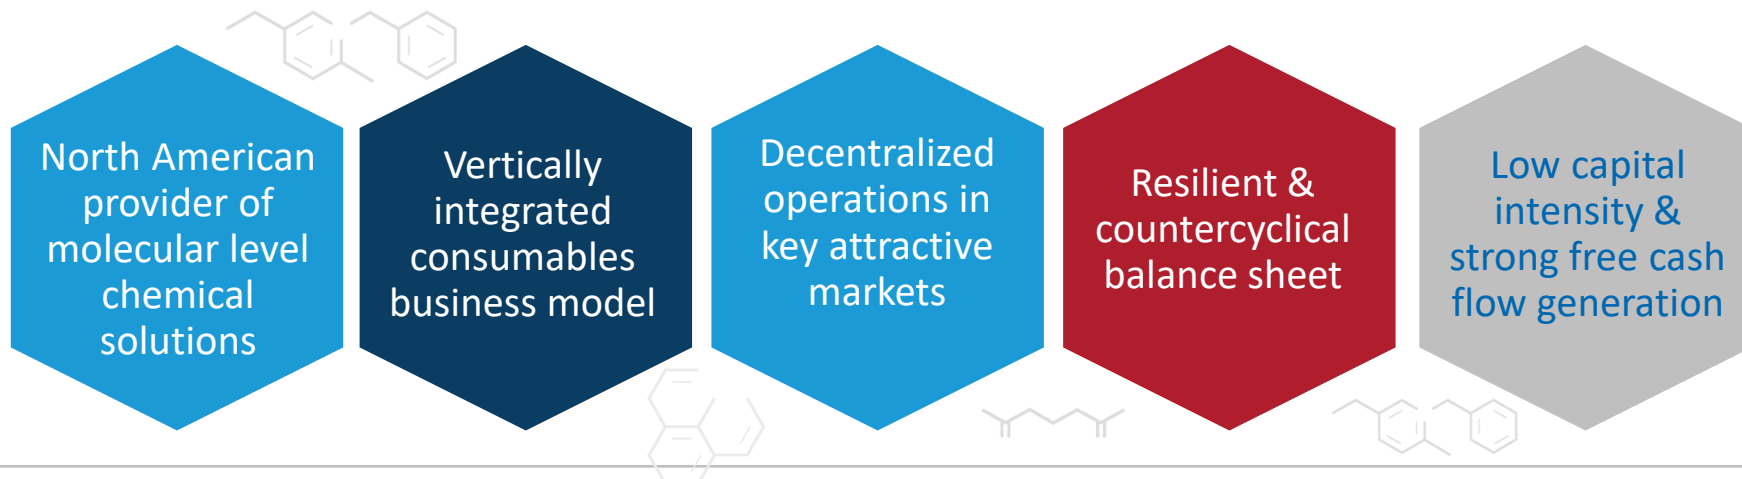 North American
provider of
molecular level
chemical
solutions
Vertically
integrated
consumables
business model
Decentralized
operations in
key attractive
markets
Resilient &
countercyclical
balance sheet
Low capital
intensity &
strong free cash
flow generation